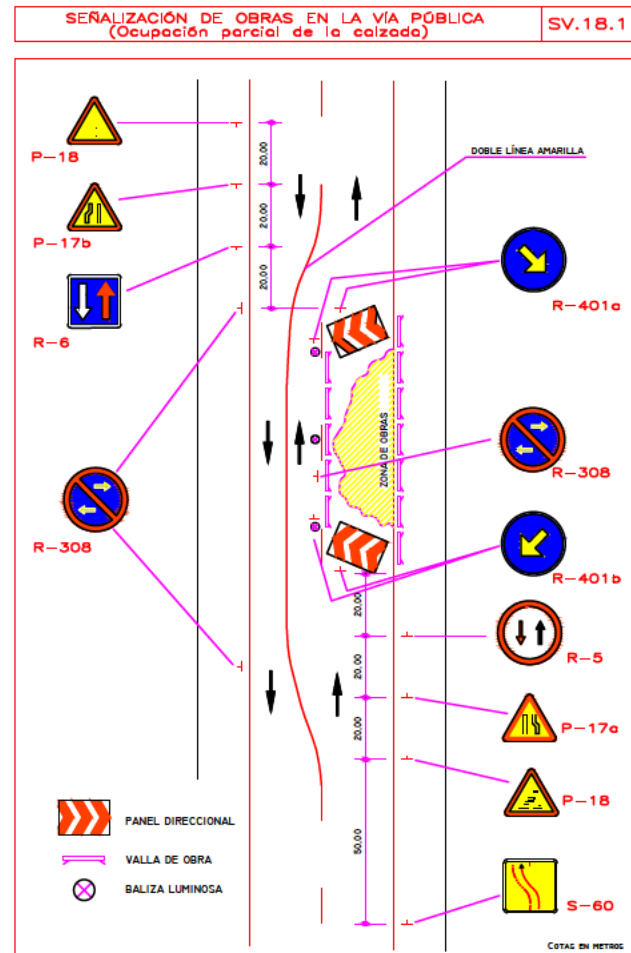 SEÑALIZACIÓN DE OBRAS EN LA VÍA PÚBLICA
(Ocupación parcial de la calzada)
SV.18.1
P-18
P-17b
R-6
R-308
20,00
20,00
20,00
DOBLE LÍNEA AMARILLA
R-401a
ZONA DE OBRAS
R-308
R-401b
R-5
P-17a
P-18
S-60
20,00
20,00
20,00
50,00
PANEL DIRECCIONAL
VALLA DE OBRA
BALIZA LUMINOSA
COTAS EN METROS